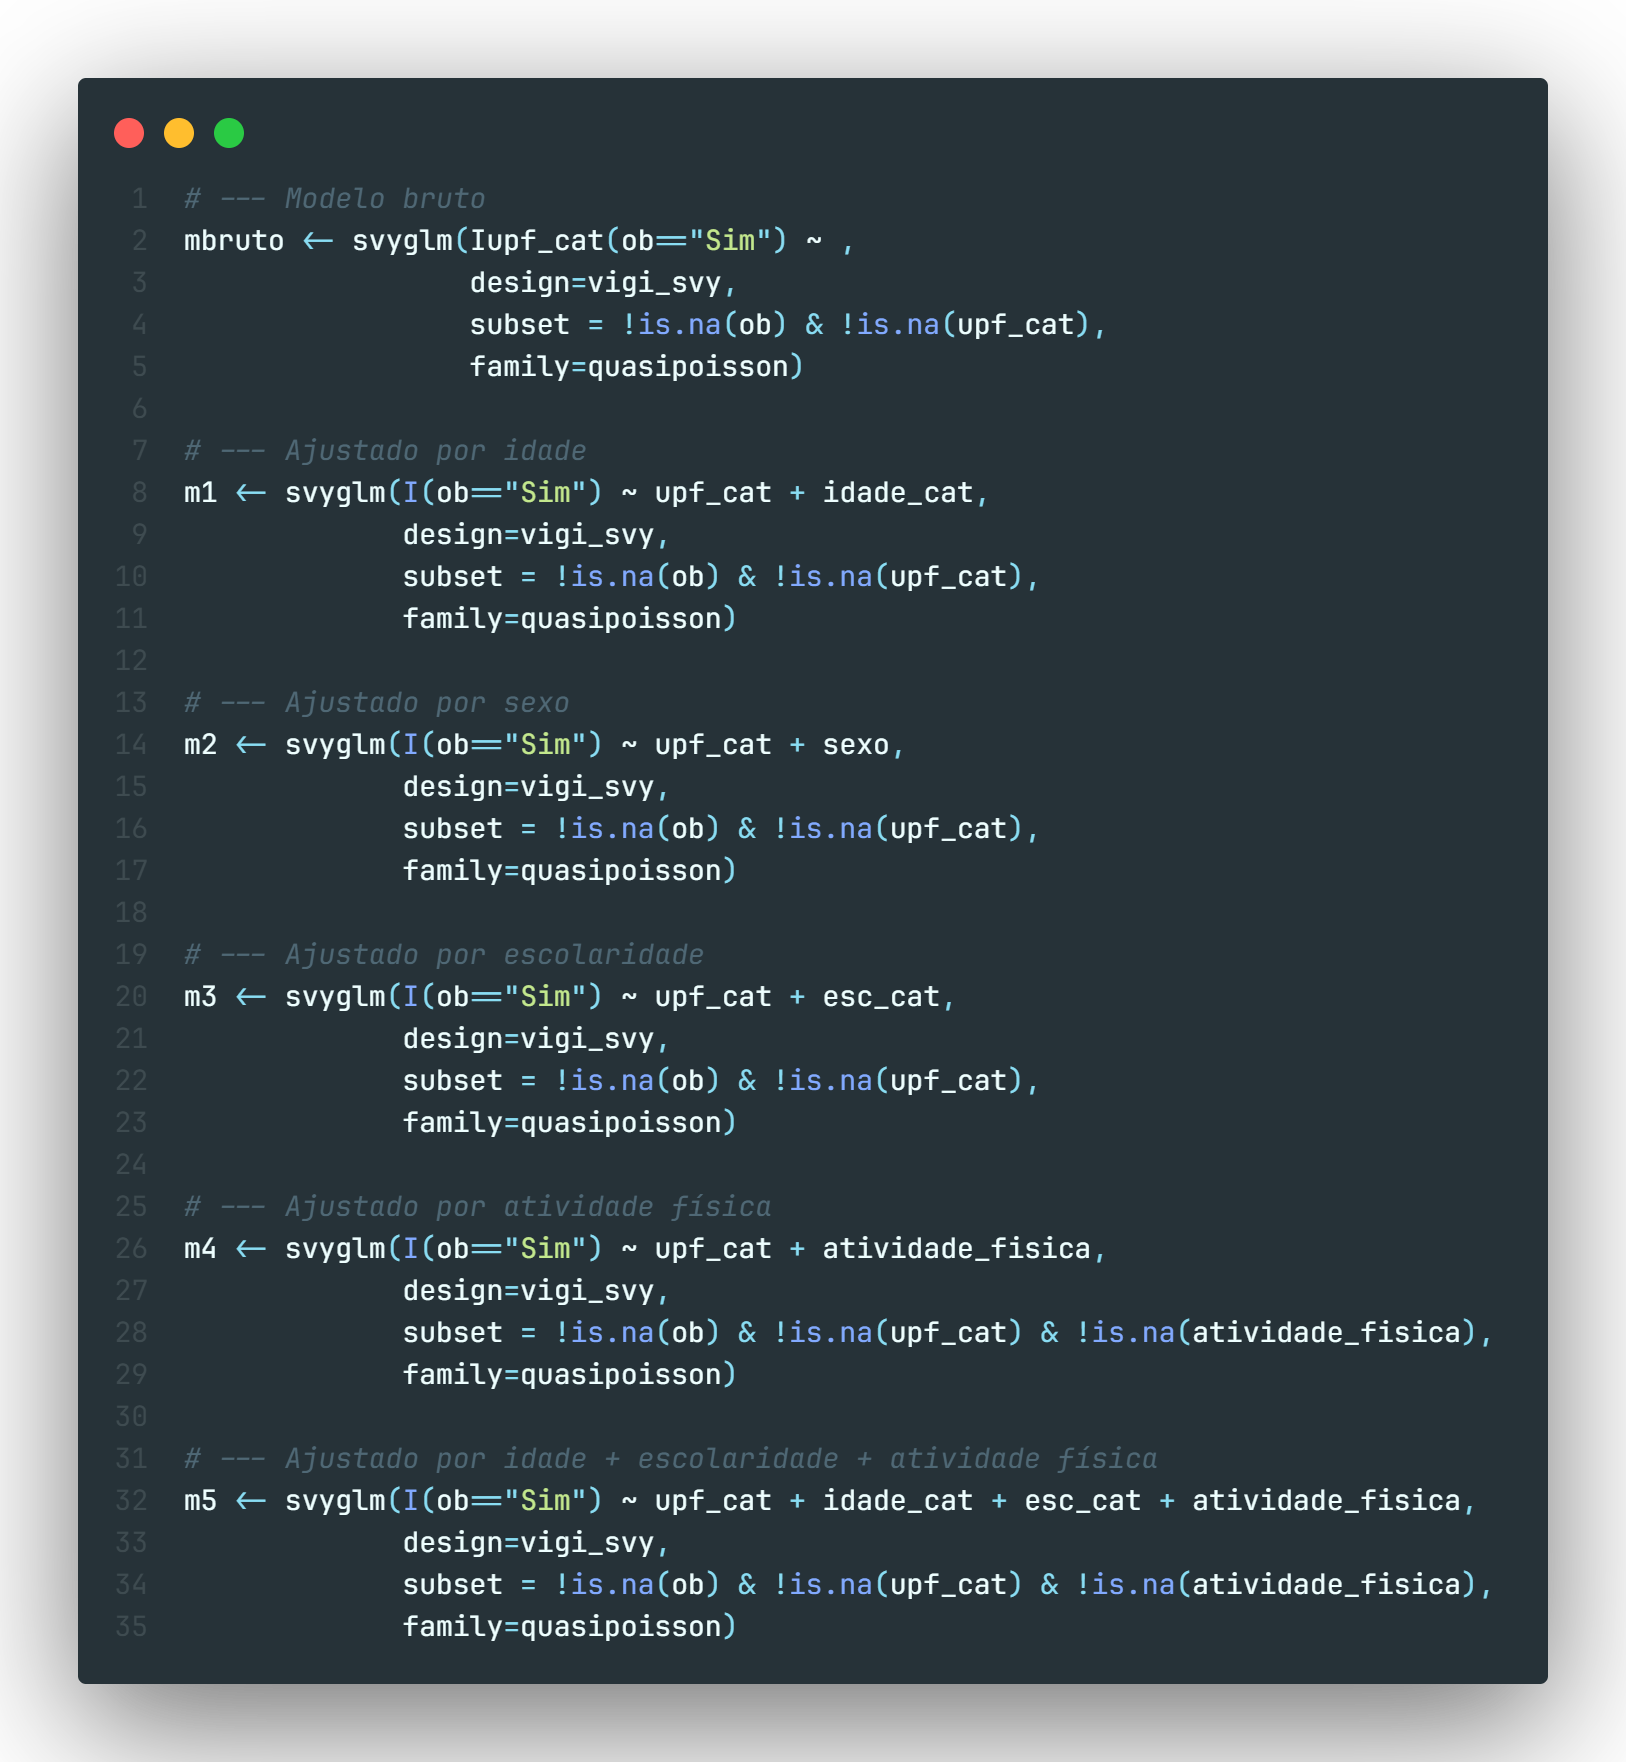 1 # --- Modelo bruto
2 mbruto <- svyglm(Iupf_cat(ob=="Sim") ~ ,
3 design=vigi_svy,
4 subset = !is.na(ob) & !is.na(upf_cat),
5 family=quasipoisson)
6
7 # --- Ajustado por idade
8 m1 <- svyglm(I(ob=="Sim") ~ upf_cat + idade_cat,
9 design=vigi_svy,
10 subset = !is.na(ob) & !is.na(upf_cat),
11 family=quasipoisson)
12
13 # --- Ajustado por sexo
14 m2 <- svyglm(I(ob=="Sim") ~ upf_cat + sexo,
15 design=vigi_svy,
16 subset = !is.na(ob) & !is.na(upf_cat),
17 family=quasipoisson)
18
19 # --- Ajustado por escolaridade
20 m3 <- svyglm(I(ob=="Sim") ~ upf_cat + esc_cat,
21 design=vigi_svy,
22 subset = !is.na(ob) & !is.na(upf_cat),
23 family=quasipoisson)
24
25 # --- Ajustado por atividade física
26 m4 <- svyglm(I(ob=="Sim") ~ upf_cat + atividade_fisica,
27 design=vigi_svy,
28 subset = !is.na(ob) & !is.na(upf_cat) & !is.na(atividade_fisica),
29 family=quasipoisson)
30
31 # --- Ajustado por idade + escolaridade + atividade física
32 m5 <- svyglm(I(ob=="Sim") ~ upf_cat + idade_cat + esc_cat + atividade_fisica,
33 design=vigi_svy,
34 subset = !is.na(ob) & !is.na(upf_cat) & !is.na(atividade_fisica),
35 family=quasipoisson)